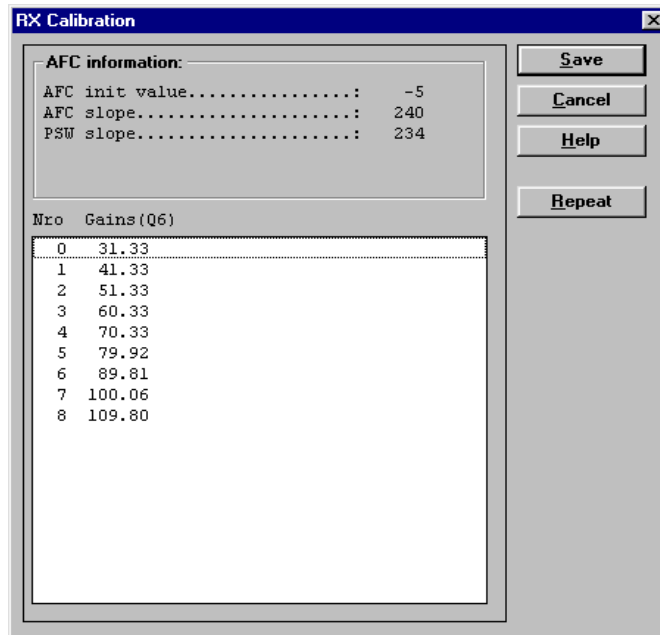 RX Calibration
AFC information:
AFC init value................: -5
AFC slope.....................: 240
PSW slope.....................: 234
Save
Cancel
Help
Repeat
Nro Gains(Q6)
0 31.33
1 41.33
2 51.33
3 60.33
4 70.33
5 79.92
6 89.81
7 100.06
8 109.80